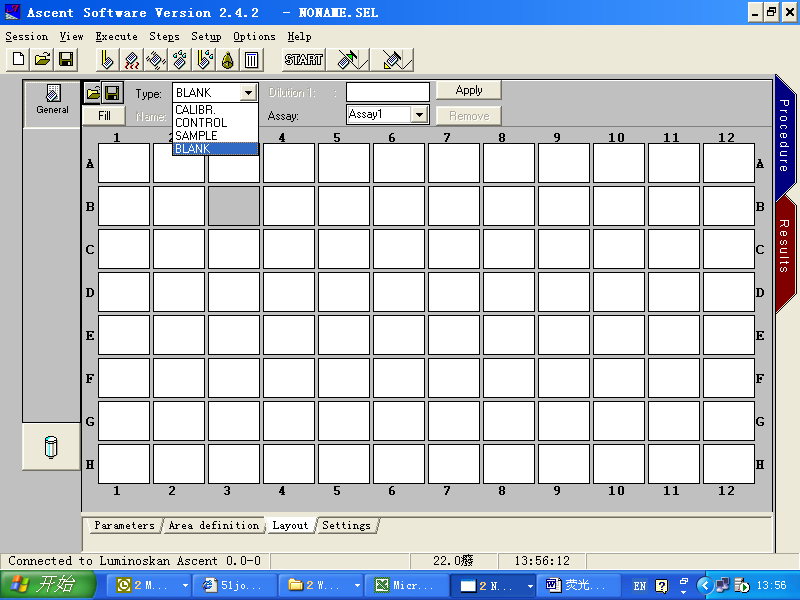 Ascent Software Version 2.4.2 - NONAME.SEL
Session View Execute Steps Setup Options Help
START
General
Type: BLANK Dilution 1: : Apply
Fill Name: Assay: Assay1 Remove
CALIBR.
CONTROL
SAMPLE
BLANK
1 2 4 5 6 7 8 9 10 11 12
A A
B B
C C
D D
E E
F F
G G
H H
1 2 3 4 5 6 7 8 9 10 11 12
Procedure
Results
Parameters Area definition Layout Settings
Connected to Luminoskan Ascent 0.0-0 22.0癈 13:56:12
开始 2 M... 51jo... 2 W... Micr... 2 N... 荧光... EN 13:56